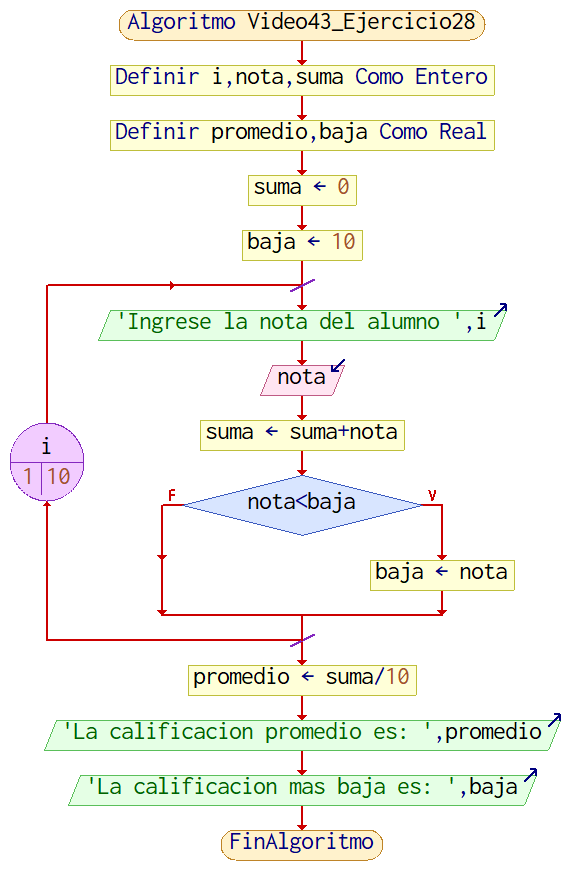 Algoritmo Video43_Ejercicio28
Definir i,nota,suma Como Entero
Definir promedio,baja Como Real
suma ← 0
baja ← 10
'Ingrese la nota del alumno ',i
nota
suma ← suma+nota
i
1 10
F
nota<baja
V
baja ← nota
promedio ← suma/10
'La calificacion promedio es: ',promedio
'La calificacion mas baja es: ',baja
FinAlgoritmo